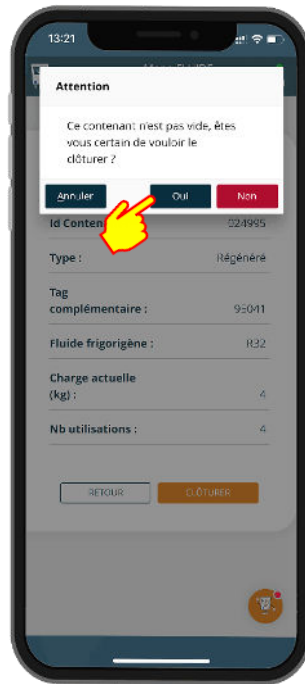 13:21
Attention
Ce contenant n'est pas vide, êtes
vous certain de vouloir le
clôturer ?
Annuler
Oui
Non
Id Conten
024995
Type :
Régénéré
Tag
complémentaire :
95041
Fluide frigorigène :
R32
Charge actuelle
(kg) :
4
Nb utilisations :
4
RETOUR
CLÔTURER